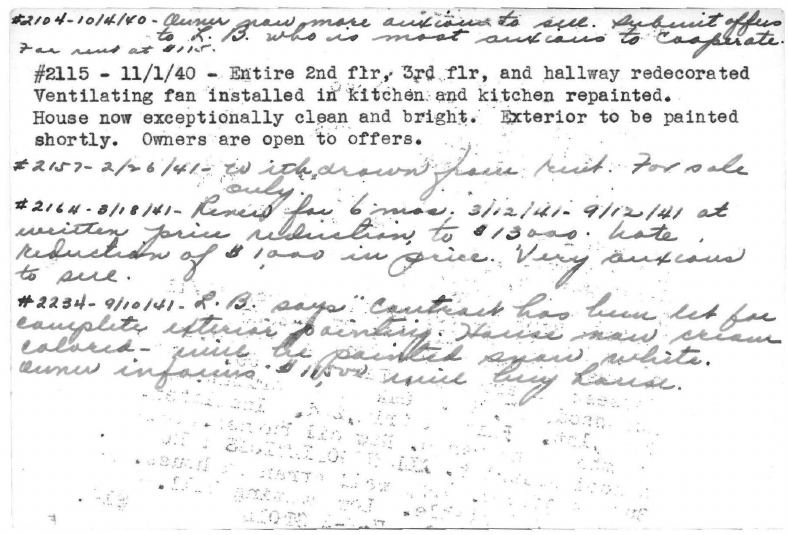 #2104-10/4/40- Owner now more anxious to sell. Submit offers
to L. B. who is most anxious to cooperate.
For rent at $115.
#2115 - 11/1/40 - Entire 2nd flr, 3rd flr, and hallway redecorated
Ventilating fan installed in kitchen and kitchen repainted.
House now exceptionally clean and bright. Exterior to be painted
shortly. Owners are open to offers.
#2157- 2/26/41- Withdrawn from rent. For sale
only.
#2164- 3/18/41- Renew for 6 mos. 3/12/41- 9/12/41 at
written price reduction to $13000. Note
reduction of $1,000 in price. Very anxious
to sell.
#2234- 9/10/41- L.B. says "Contract has been let for
complete exterior painting. House now cream
colored- will be painted snow white.
Owner informs $11,500 will buy house.